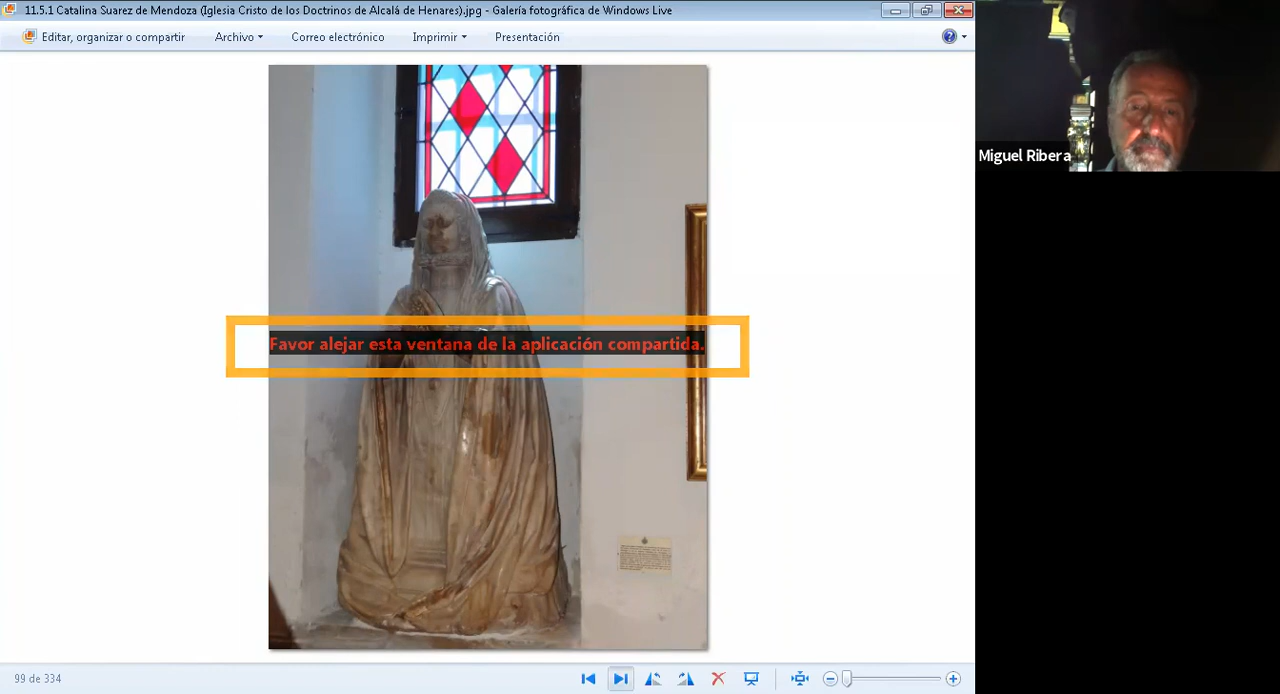 11.5.1 Catalina Suarez de Mendoza (Iglesia Cristo de los Doctrinos de Alcalá de Henares).jpg - Galería fotográfica de Windows Live
Editar, organizar o compartir Archivo Correo electrónico Imprimir Presentación
Miguel Ribera
Favor alejar esta ventana de la aplicación compartida.
99 de 334